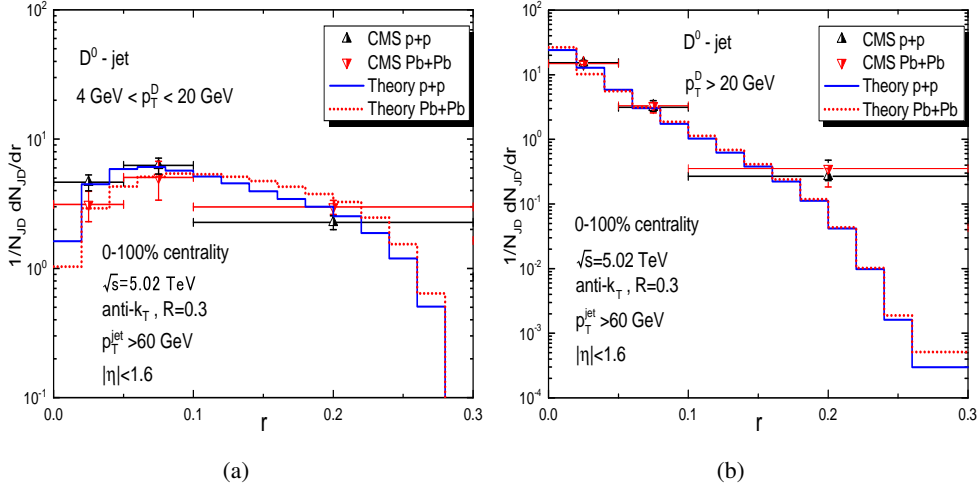 (a)
CMS p+p
CMS Pb+Pb
Theory p+p
Theory Pb+Pb
D⁰ - jet
4 GeV < p_T^D < 20 GeV
0-100% centrality
√s=5.02 TeV
anti-k_T , R=0.3
p_T^jet >60 GeV
|η|<1.6
1/N_JD dN_JD/dr
10²
10¹
10⁰
10⁻¹
0.0 0.1 0.2 0.3
r
(a)
(b)
CMS p+p
CMS Pb+Pb
Theory p+p
Theory Pb+Pb
D⁰ - jet
p_T^D > 20 GeV
0-100% centrality
√s=5.02 TeV
anti-k_T , R=0.3
p_T^jet >60 GeV
|η|<1.6
1/N_JD dN_JD/dr
10²
10¹
10⁰
10⁻¹
10⁻²
10⁻³
10⁻⁴
0.0 0.1 0.2 0.3
r
(b)